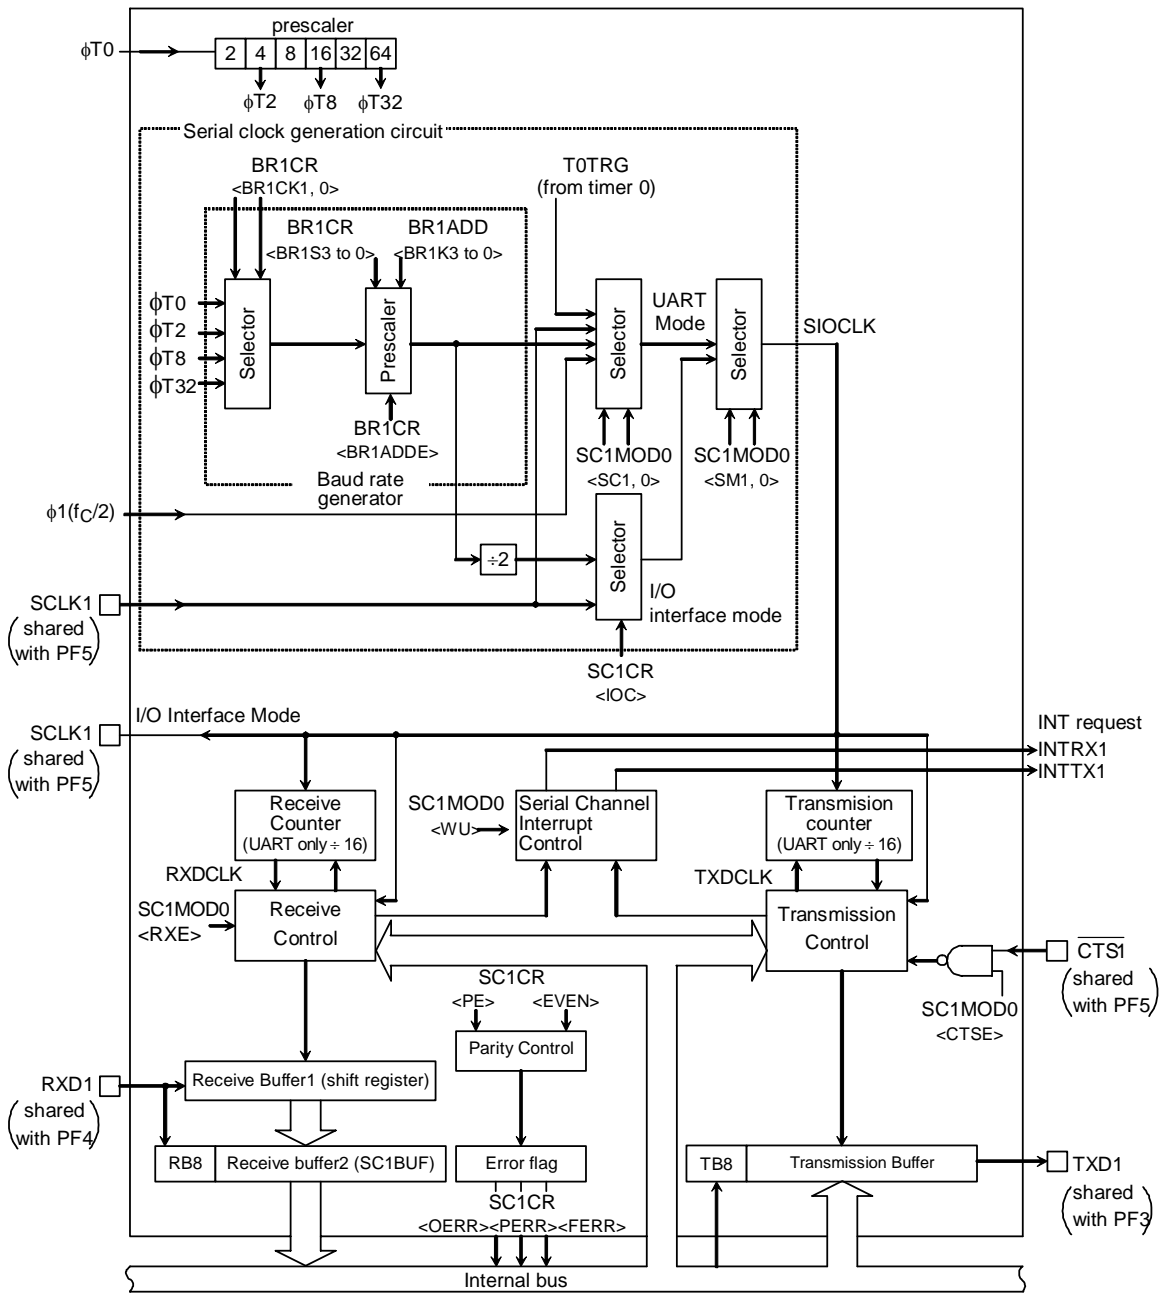 prescaler
ϕT0
2 4 8 16 32 64
ϕT2 ϕT8 ϕT32
Serial clock generation circuit
BR1CR
<BR1CK1, 0>
T0TRG
(from timer 0)
BR1CR
<BR1S3 to 0>
BR1ADD
<BR1K3 to 0>
ϕT0
ϕT2
ϕT8
ϕT32
Selector
Prescaler
Selector
UART
Mode
Selector
SIOCLK
BR1CR
<BR1ADDE>
SC1MOD0
<SC1, 0>
SC1MOD0
<SM1, 0>
Baud rate
generator
ϕ1(fC/2)
÷2
Selector
I/O
interface mode
SCLK1
(shared
with PF5)
SC1CR
<IOC>
SCLK1
(shared
with PF5)
I/O Interface Mode
INT request
INTRX1
INTTX1
Receive
Counter
(UART only ÷ 16)
SC1MOD0
<WU>
Serial Channel
Interrupt
Control
Transmision
counter
(UART only ÷ 16)
RXDCLK
TXDCLK
SC1MOD0
<RXE>
Receive
Control
Transmission
Control
CTS1
(shared
with PF5)
SC1MOD0
<CTSE>
SC1CR
<PE> <EVEN>
Parity Control
RXD1
(shared
with PF4)
Receive Buffer1 (shift register)
RB8 Receive buffer2 (SC1BUF)
Error flag
SC1CR
<OERR><PERR><FERR>
TB8 Transmission Buffer
TXD1
(shared
with PF3)
Internal bus